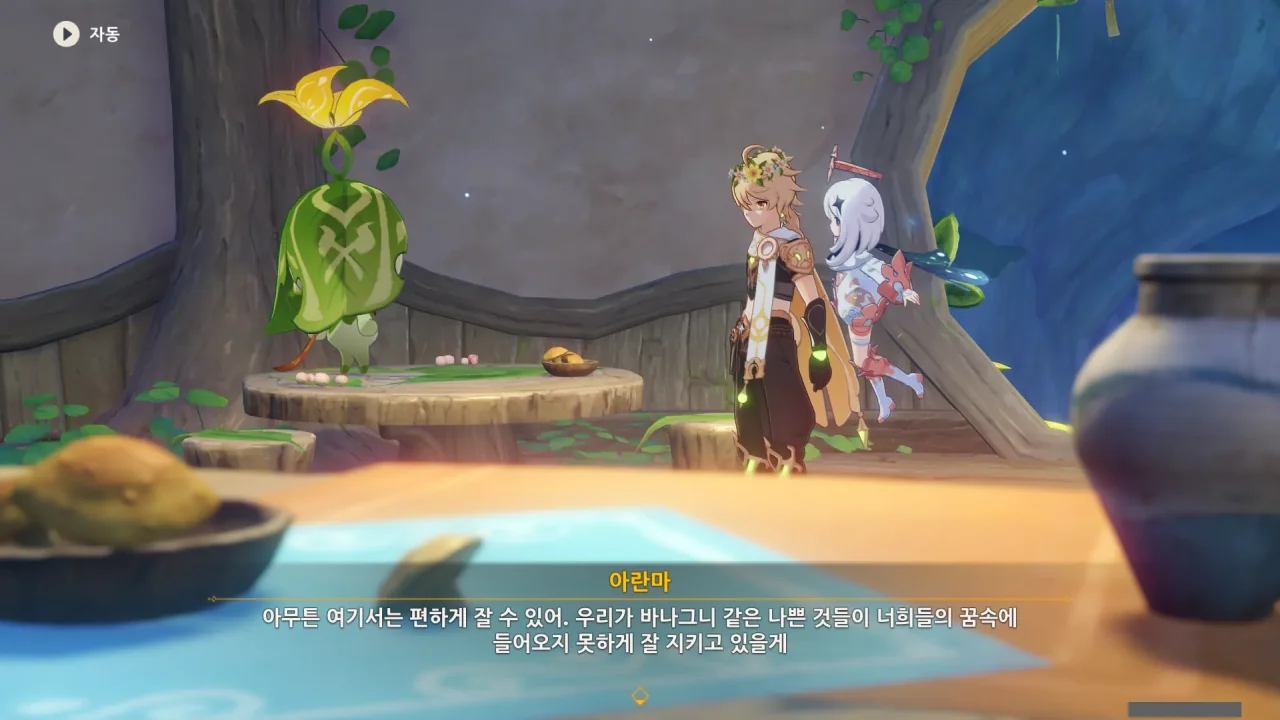 자동
아란마
아무튼 여기서는 편하게 잘 수 있어. 우리가 바나그니 같은 나쁜 것들이 너희들의 꿈속에
들어오지 못하게 잘 지키고 있을게